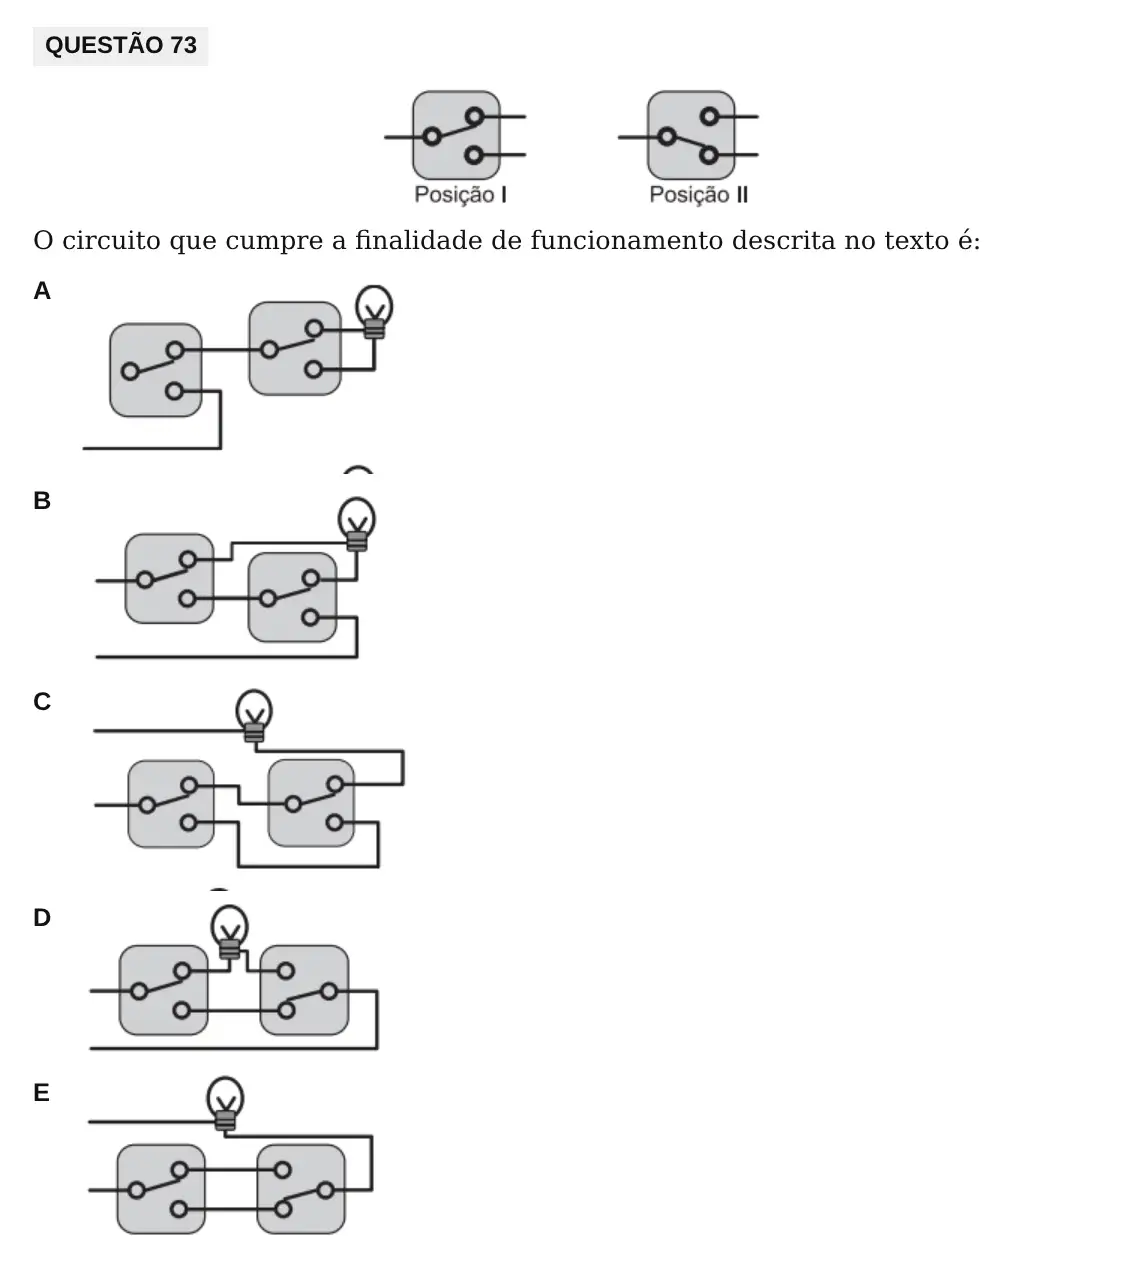 QUESTÃO 73
Posição I
Posição II
O circuito que cumpre a finalidade de funcionamento descrita no texto é:
A
B
C
D
E